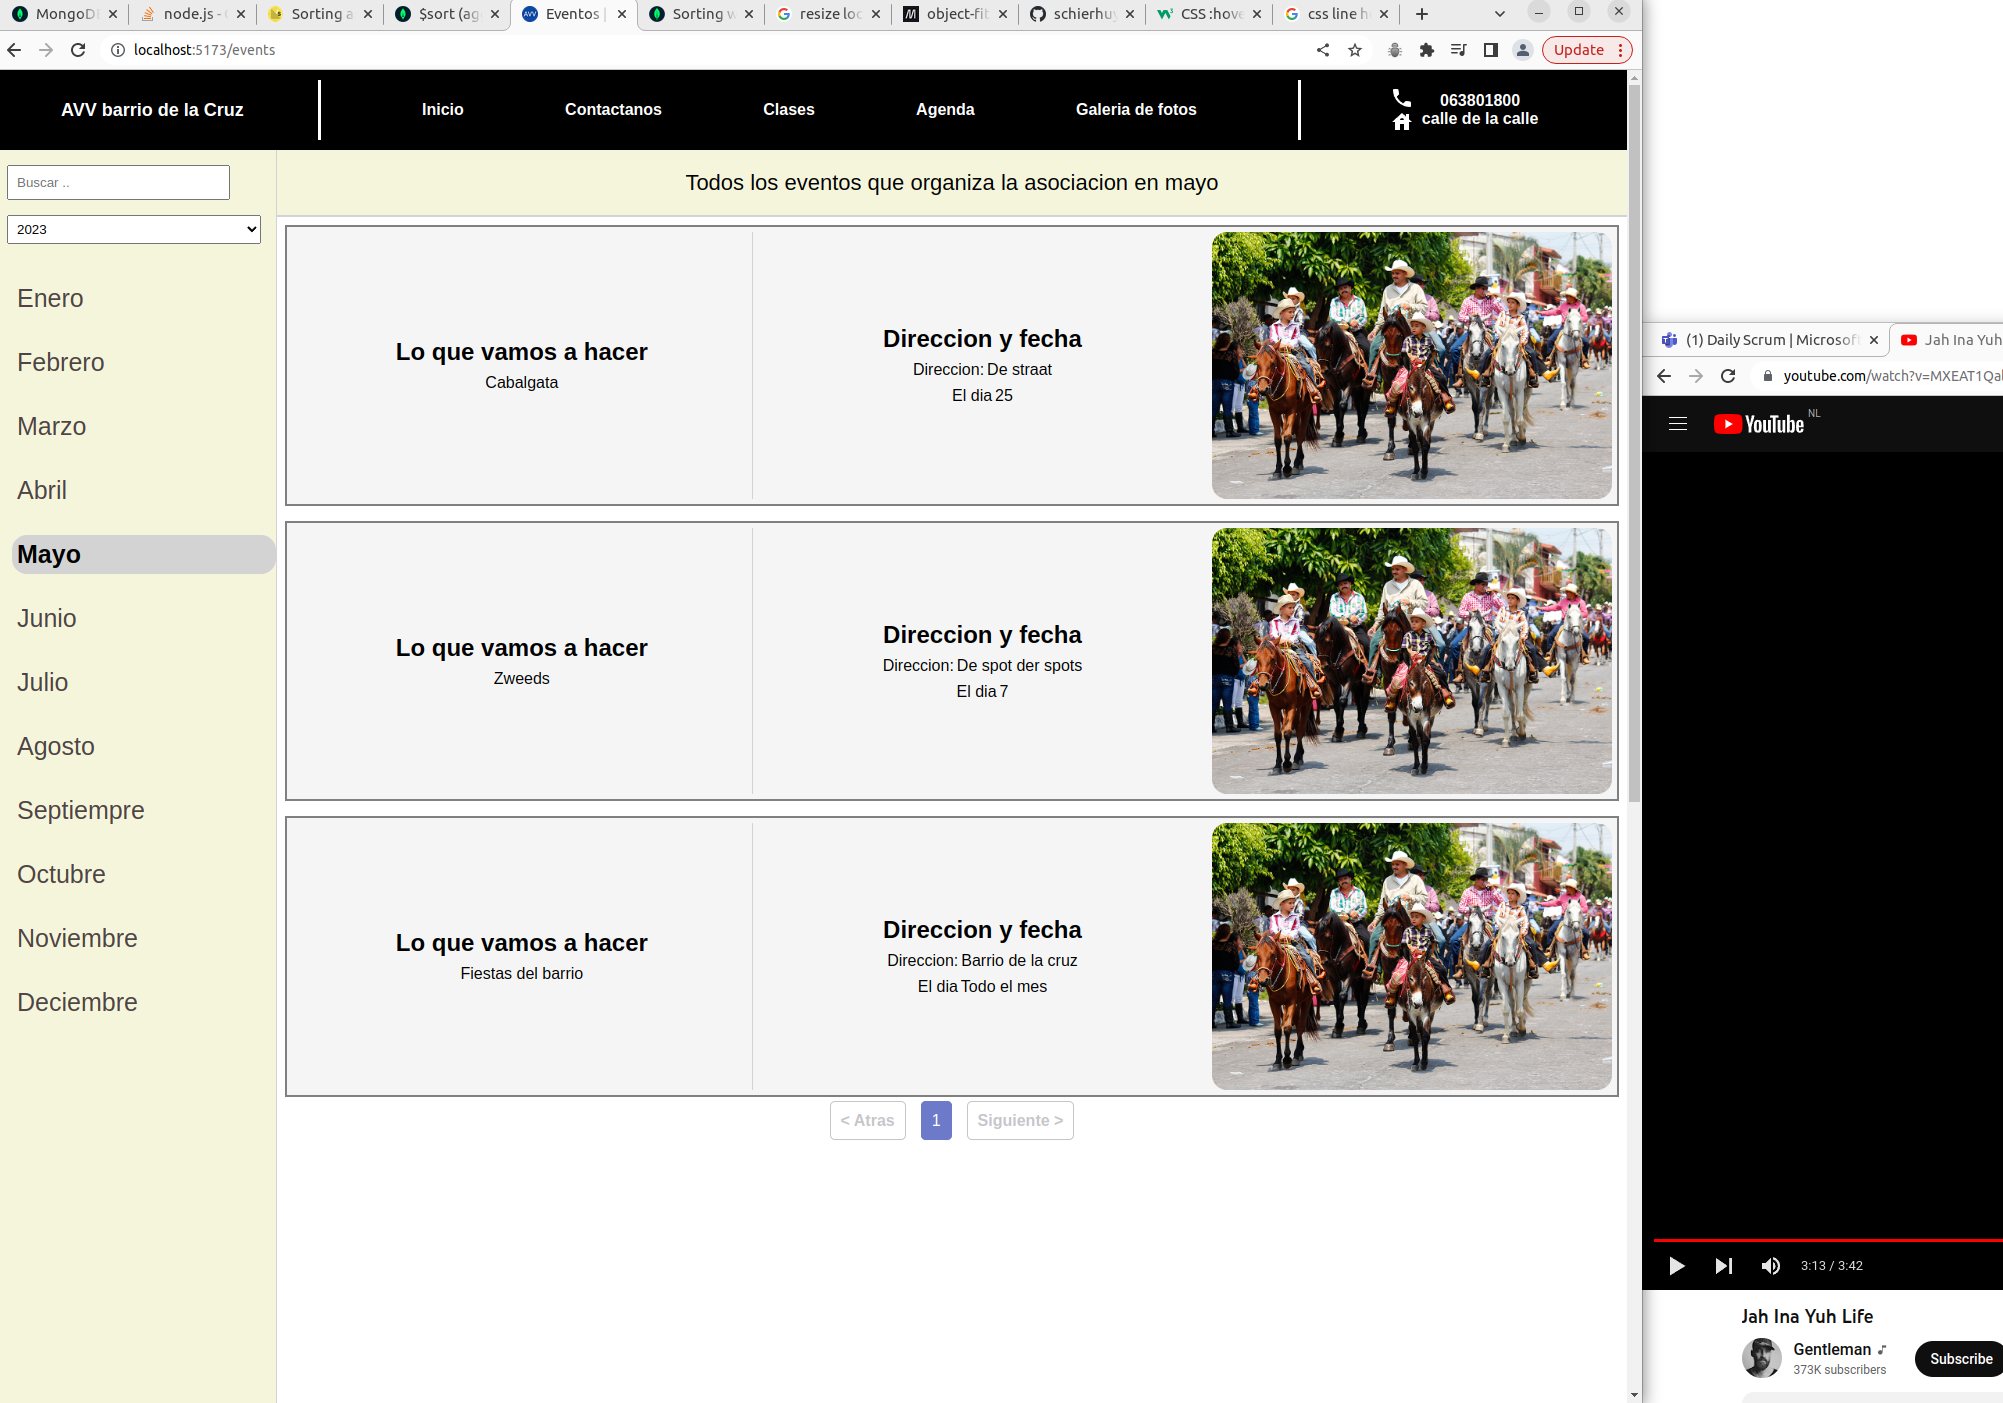 MongoD
node.js -
Sorting a
$sort (ag
Eventos |
Sorting w
resize loc
object-fit
schierhuy
CSS :hove
css line h
localhost:5173/events
Update
AVV barrio de la Cruz
Inicio
Contactanos
Clases
Agenda
Galeria de fotos
063801800
calle de la calle
Buscar ..
2023
Enero
Febrero
Marzo
Abril
Mayo
Junio
Julio
Agosto
Septiempre
Octubre
Noviembre
Deciembre
Todos los eventos que organiza la asociacion en mayo
Lo que vamos a hacer
Cabalgata
Direccion y fecha
Direccion: De straat
El dia 25
Lo que vamos a hacer
Zweeds
Direccion y fecha
Direccion: De spot der spots
El dia 7
Lo que vamos a hacer
Fiestas del barrio
Direccion y fecha
Direccion: Barrio de la cruz
El dia Todo el mes
< Atras
1
Siguiente >
(1) Daily Scrum | Microsof
Jah Ina Yuh
youtube.com/watch?v=MXEAT1Qal
YouTube NL
3:13 / 3:42
Jah Ina Yuh Life
Gentleman
373K subscribers
Subscribe